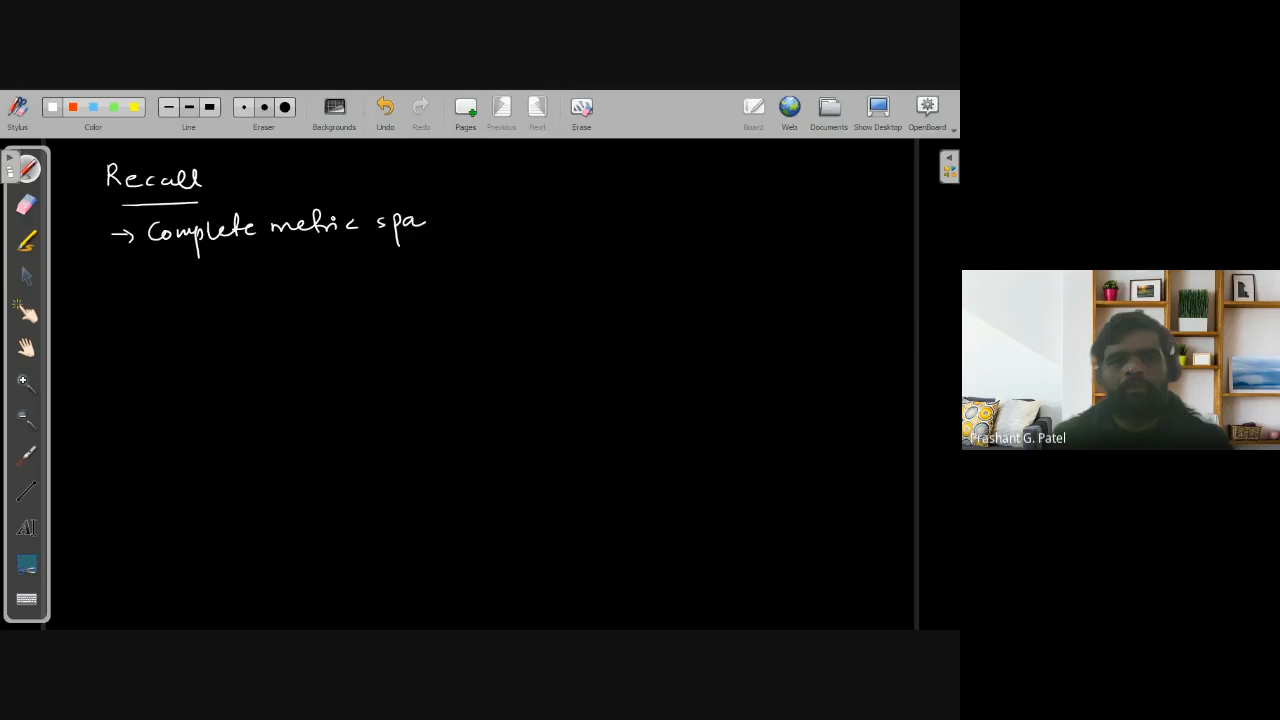 Stylus
Color
Line
Eraser
Backgrounds
Undo
Redo
Pages
Previous
Next
Erase
Board
Web
Documents
Show Desktop
OpenBoard
Recall
→ Complete metric spa
Prashant G. Patel